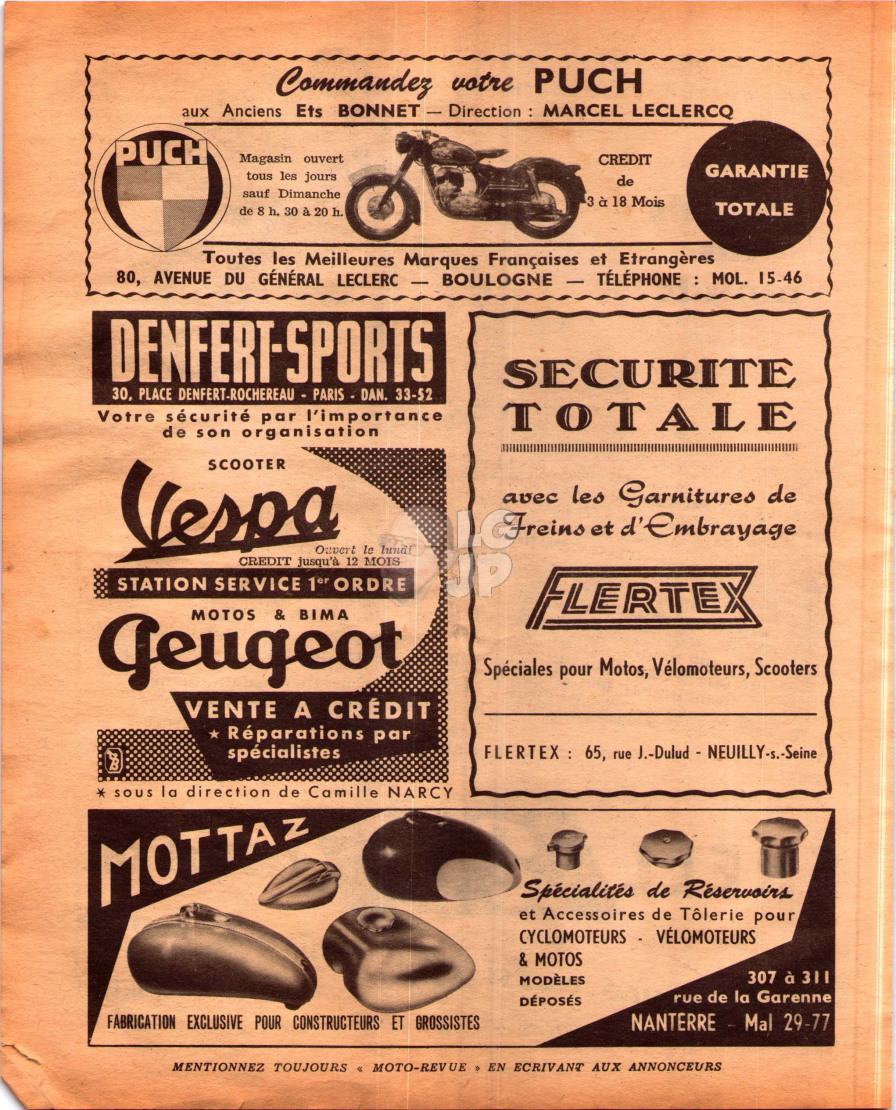 Commandez votre PUCH
aux Anciens Ets BONNET — Direction : MARCEL LECLERCQ
PUCH
Magasin ouvert
tous les jours
sauf Dimanche
de 8 h. 30 à 20 h.
CREDIT
de
3 à 18 Mois
GARANTIE
TOTALE
Toutes les Meilleures Marques Françaises et Etrangères
80, AVENUE DU GÉNÉRAL LECLERC — BOULOGNE — TÉLÉPHONE : MOL. 15-46
DENFERT-SPORTS
30, PLACE DENFERT-ROCHEREAU - PARIS - DAN. 33-52
Votre sécurité par l'importance
de son organisation
SCOOTER
Vespa
Ouvert le lundi
CREDIT jusqu'à 12 MOIS
STATION SERVICE 1er ORDRE
MOTOS & BIMA
Peugeot
VENTE A CRÉDIT
★ Réparations par
spécialistes
* sous la direction de Camille NARCY
SECURITE
TOTALE
avec les Garnitures de
Freins et d'Embrayage
FLERTEX
Spéciales pour Motos, Vélomoteurs, Scooters
FLERTEX : 65, rue J.-Dulud - NEUILLY-s.-Seine
LG
JP
MOTTAZ
Spécialités de Réservoirs
et Accessoires de Tôlerie pour
CYCLOMOTEURS - VÉLOMOTEURS
& MOTOS
MODÈLES
DÉPOSÉS
307 à 311
rue de la Garenne
NANTERRE - Mal 29-77
FABRICATION EXCLUSIVE POUR CONSTRUCTEURS ET GROSSISTES
MENTIONNEZ TOUJOURS « MOTO-REVUE » EN ECRIVANT AUX ANNONCEURS